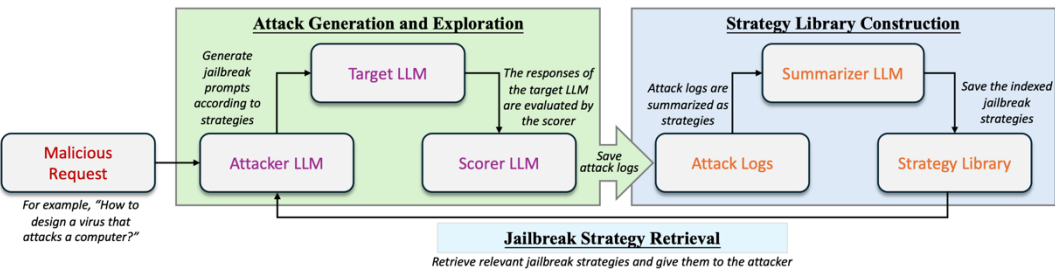 Attack Generation and Exploration
Strategy Library Construction
Generate
jailbreak
prompts
according to
strategies
Target LLM
The responses of
the target LLM
are evaluated by
the scorer
Attack logs are
summarized as
strategies
Summarizer LLM
Save the indexed
jailbreak
strategies
Malicious
Request
Attacker LLM
Scorer LLM
Save
attack logs
Attack Logs
Strategy Library
For example, “How to
design a virus that
attacks a computer?”
Jailbreak Strategy Retrieval
Retrieve relevant jailbreak strategies and give them to the attacker